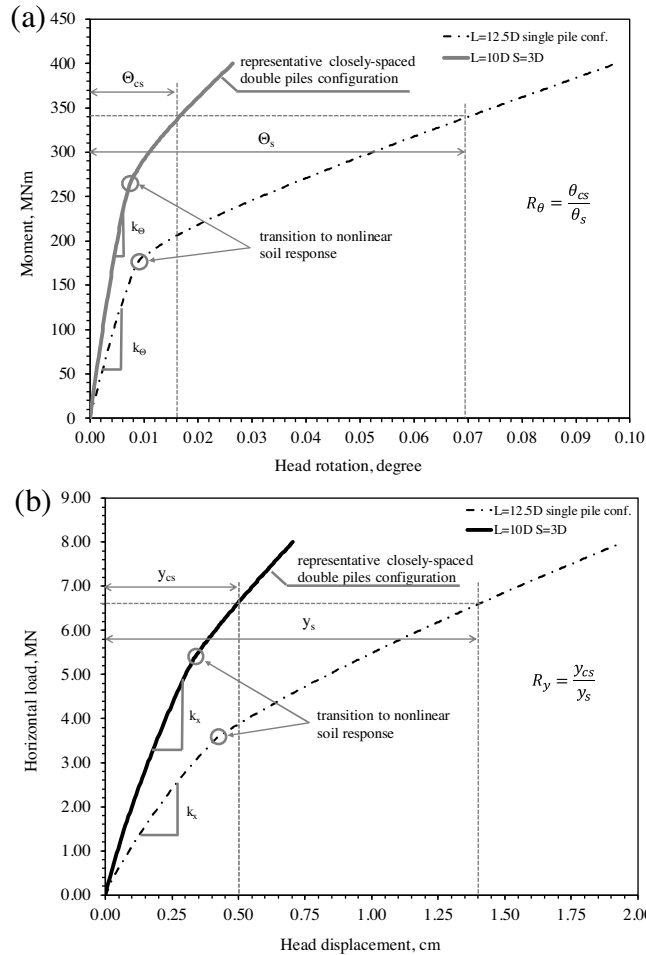 (a)
L=12.5D single pile conf.
L=10D S=3D
representative closely-spaced
double piles configuration
Θcs
Θs
kΘ
transition to nonlinear
soil response
kΘ
Rθ = θcs/θs
Moment, MNm
450
400
350
300
250
200
150
100
50
0
0.00 0.01 0.02 0.03 0.04 0.05 0.06 0.07 0.08 0.09 0.10
Head rotation, degree
(b)
L=12.5D single pile conf.
L=10D S=3D
representative closely-spaced
double piles configuration
ycs
ys
kx
transition to nonlinear
soil response
kx
Ry = ycs/ys
Horizontal load, MN
9.00
8.00
7.00
6.00
5.00
4.00
3.00
2.00
1.00
0.00
0.00 0.25 0.50 0.75 1.00 1.25 1.50 1.75 2.00
Head displacement, cm